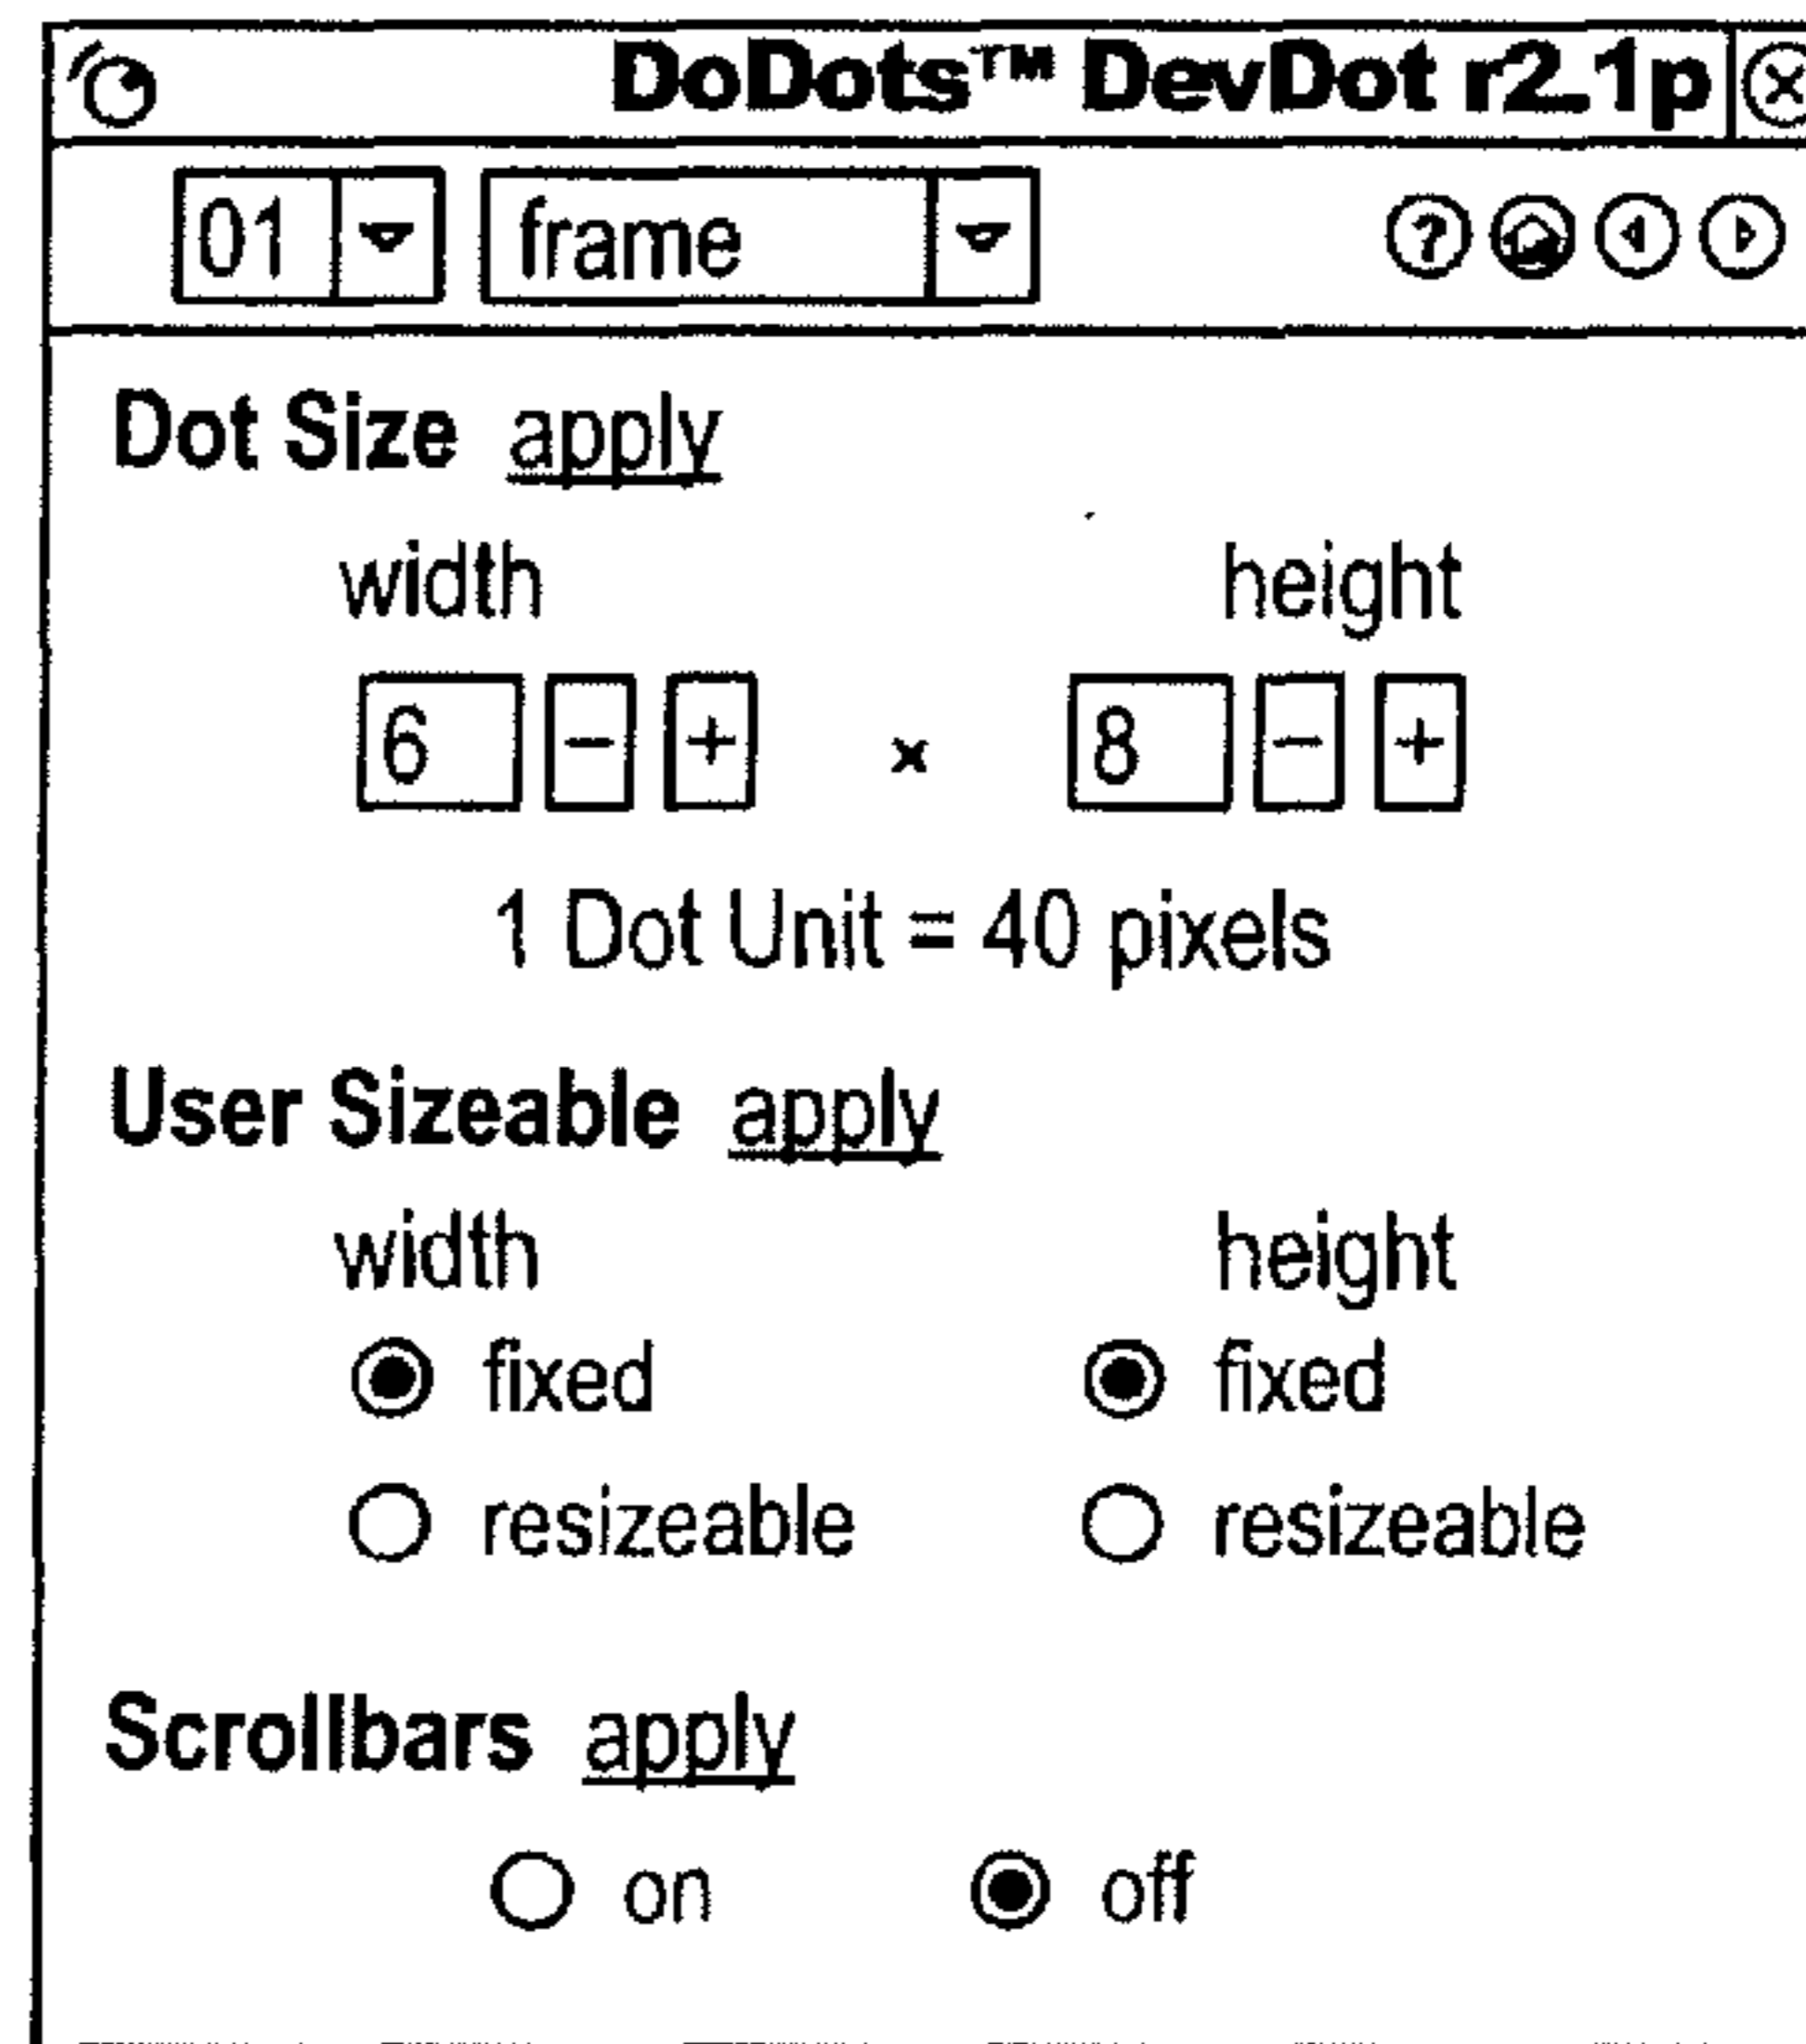 DoDots™ DevDot r2.1p
01 frame ?
Dot Size apply
width height
6 - + x 8 - +
1 Dot Unit = 40 pixels
User Sizeable apply
width height
fixed fixed
resizeable resizeable
Scrollbars apply
on off